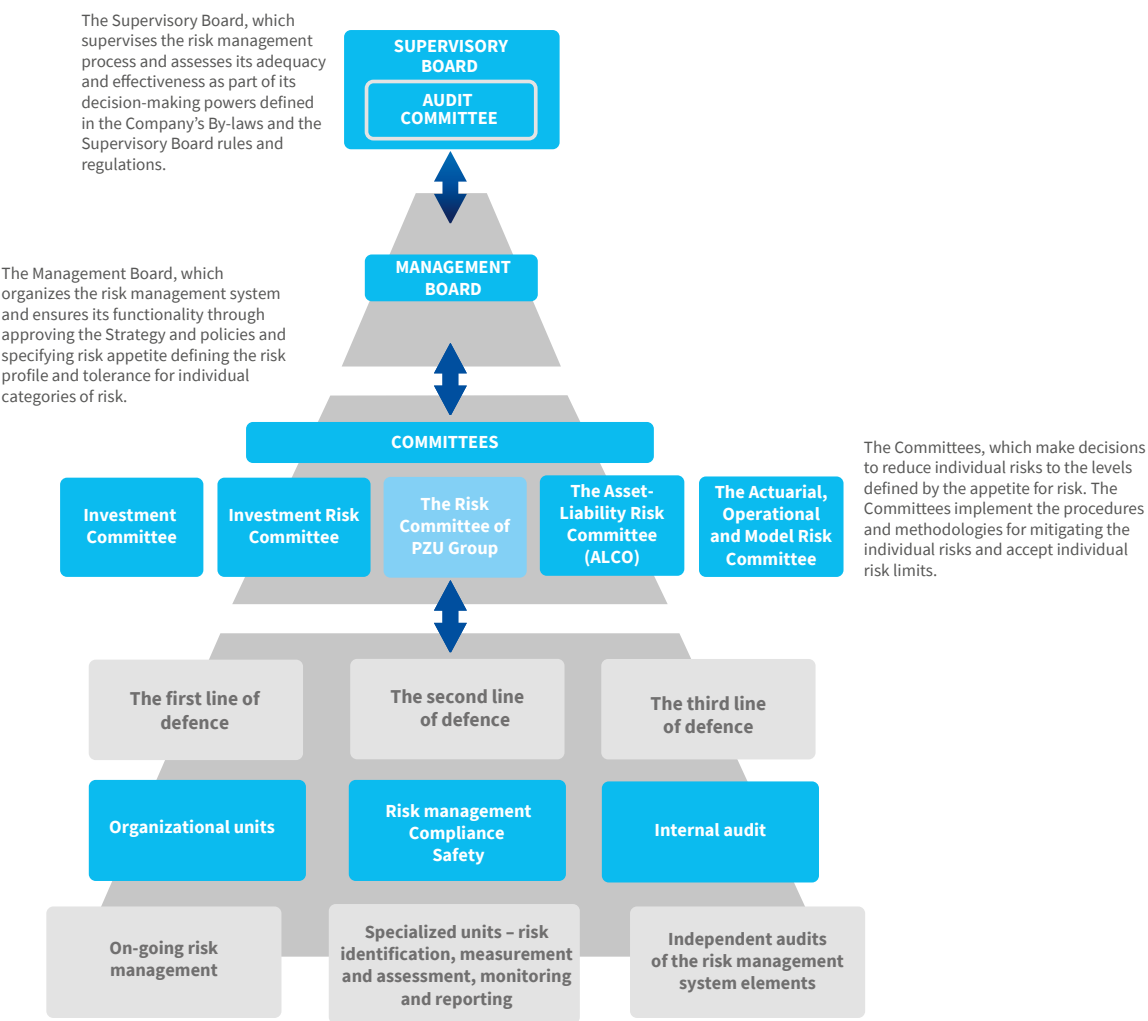 The Supervisory Board, which
supervises the risk management
process and assesses its adequacy
and effectiveness as part of its
decision-making powers defined
in the Company's By-laws and the
Supervisory Board rules and
regulations.
SUPERVISORY
BOARD
AUDIT
COMMITTEE
The Management Board, which
organizes the risk management system
and ensures its functionality through
approving the Strategy and policies and
specifying risk appetite defining the risk
profile and tolerance for individual
categories of risk.
MANAGEMENT
BOARD
COMMITTEES
Investment
Committee
Investment Risk
Committee
The Risk
Committee of
PZU Group
The Asset-
Liability Risk
Committee
(ALCO)
The Actuarial,
Operational
and Model Risk
Committee
The Committees, which make decisions
to reduce individual risks to the levels
defined by the appetite for risk. The
Committees implement the procedures
and methodologies for mitigating the
individual risks and accept individual
risk limits.
The first line of
defence
The second line
of defence
The third line
of defence
Organizational units
Risk management
Compliance
Safety
Internal audit
On-going risk
management
Specialized units – risk
identification, measurement
and assessment, monitoring
and reporting
Independent audits
of the risk management
system elements